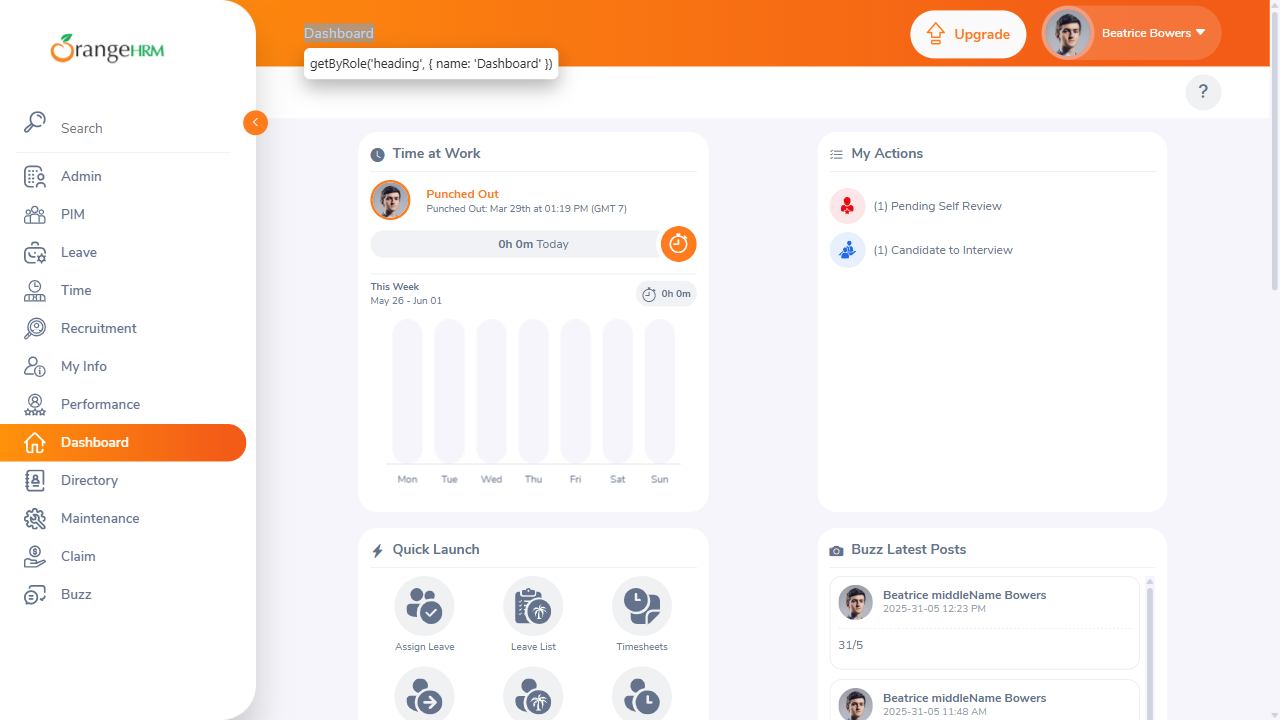 OrangeHRM
Search
Admin
PIM
Leave
Time
Recruitment
My Info
Performance
Dashboard
Directory
Maintenance
Claim
Buzz
Dashboard
getByRole('heading', { name: 'Dashboard' })
Upgrade
Beatrice Bowers
?
Time at Work
Punched Out
Punched Out: Mar 29th at 01:19 PM (GMT 7)
0h 0m Today
This Week
May 26 - Jun 01
0h 0m
Mon Tue Wed Thu Fri Sat Sun
My Actions
(1) Pending Self Review
(1) Candidate to Interview
Quick Launch
Assign Leave
Leave List
Timesheets
Buzz Latest Posts
Beatrice middleName Bowers
2025-31-05 12:23 PM
31/5
Beatrice middleName Bowers
2025-31-05 11:48 AM